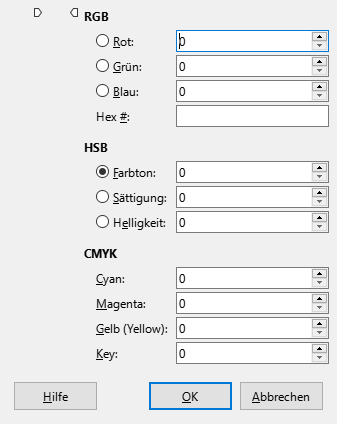 RGB
Rot: 0
Grün: 0
Blau: 0
Hex #:
HSB
Farbton: 0
Sättigung: 0
Helligkeit: 0
CMYK
Cyan: 0
Magenta: 0
Gelb (Yellow): 0
Key: 0
Hilfe OK Abbrechen